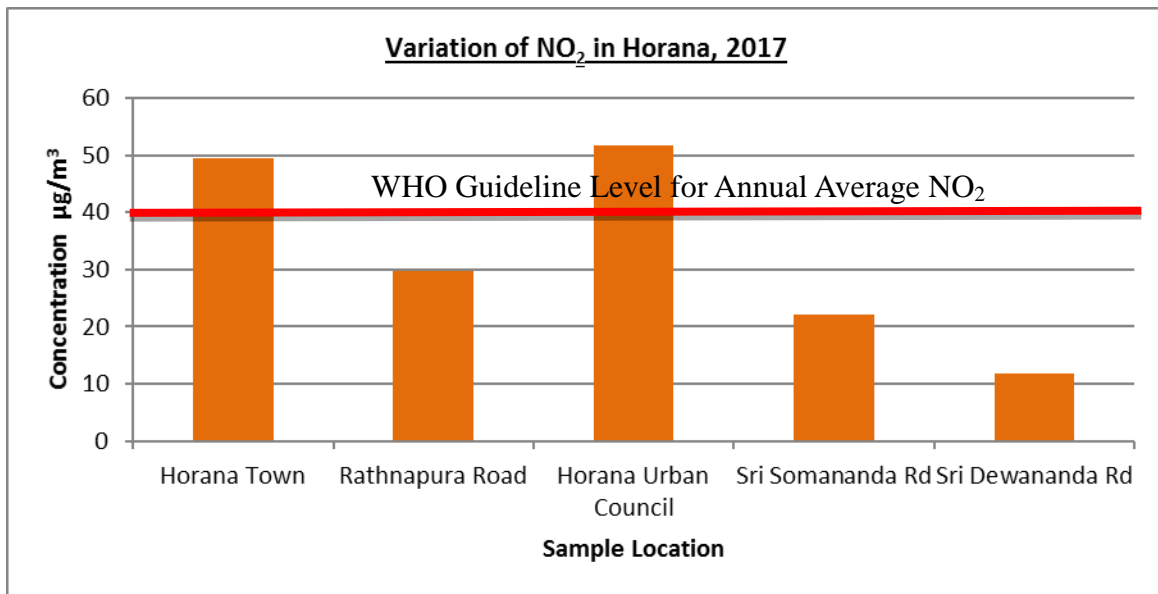 Variation of NO₂ in Horana, 2017
Concentration µg/m³
60
50
40
30
20
10
0
WHO Guideline Level for Annual Average NO₂
Horana Town
Rathnapura Road
Horana Urban
Council
Sri Somananda Rd
Sri Dewananda Rd
Sample Location